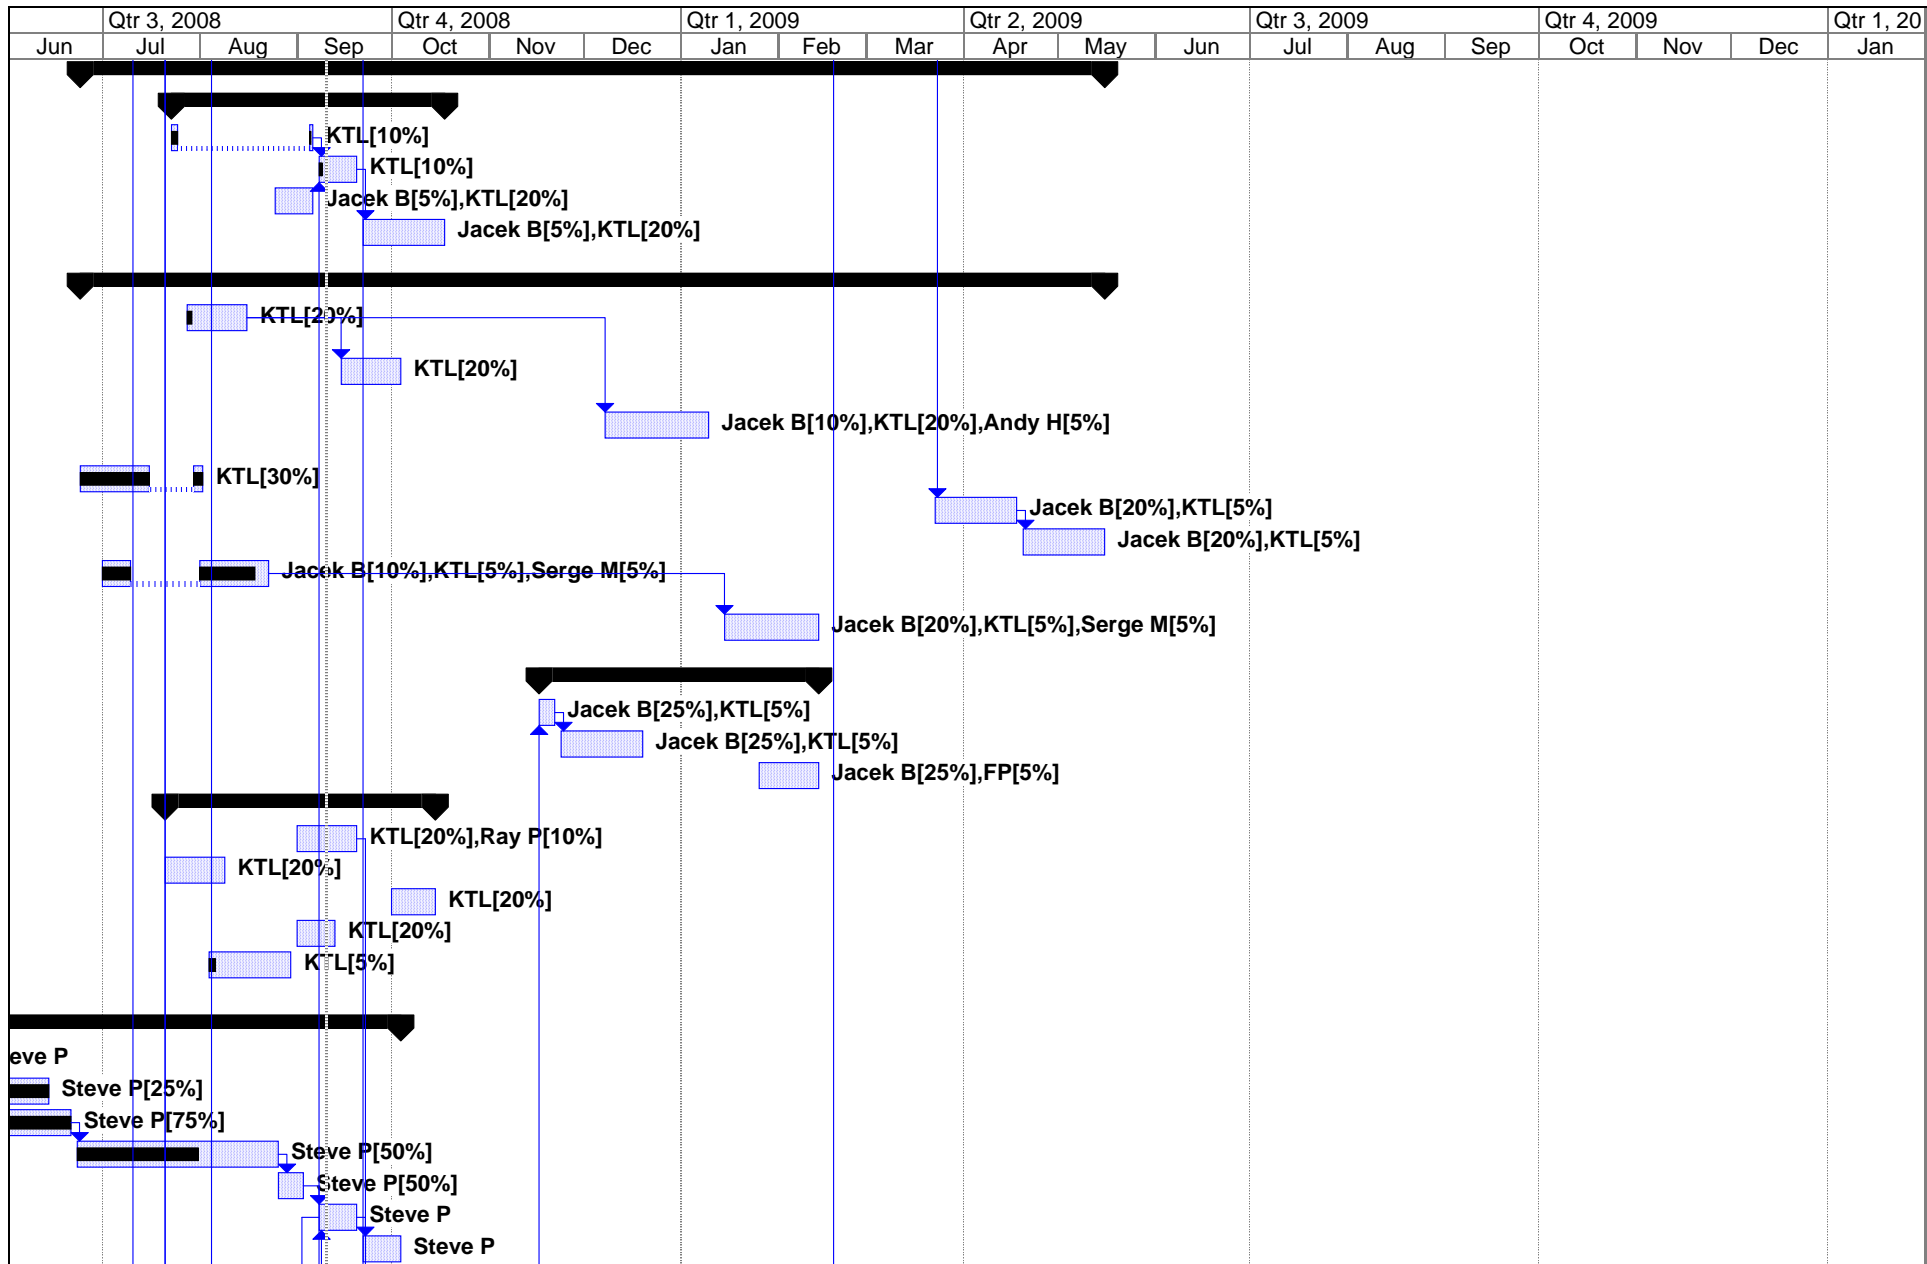 Qtr 3, 2008 Qtr 4, 2008 Qtr 1, 2009 Qtr 2, 2009 Qtr 3, 2009 Qtr 4, 2009 Qtr 1, 20
Jun Jul Aug Sep Oct Nov Dec Jan Feb Mar Apr May Jun Jul Aug Sep Oct Nov Dec Jan
KTL[10%]
KTL[10%]
Jacek B[5%],KTL[20%]
Jacek B[5%],KTL[20%]
KTL[20%]
KTL[20%]
Jacek B[10%],KTL[20%],Andy H[5%]
KTL[30%]
Jacek B[20%],KTL[5%]
Jacek B[20%],KTL[5%]
Jacek B[10%],KTL[5%],Serge M[5%]
Jacek B[20%],KTL[5%],Serge M[5%]
Jacek B[25%],KTL[5%]
Jacek B[25%],KTL[5%]
Jacek B[25%],FP[5%]
KTL[20%],Ray P[10%]
KTL[20%]
KTL[20%]
KTL[20%]
KTL[5%]
eve P
Steve P[25%]
Steve P[75%]
Steve P[50%]
Steve P[50%]
Steve P
Steve P